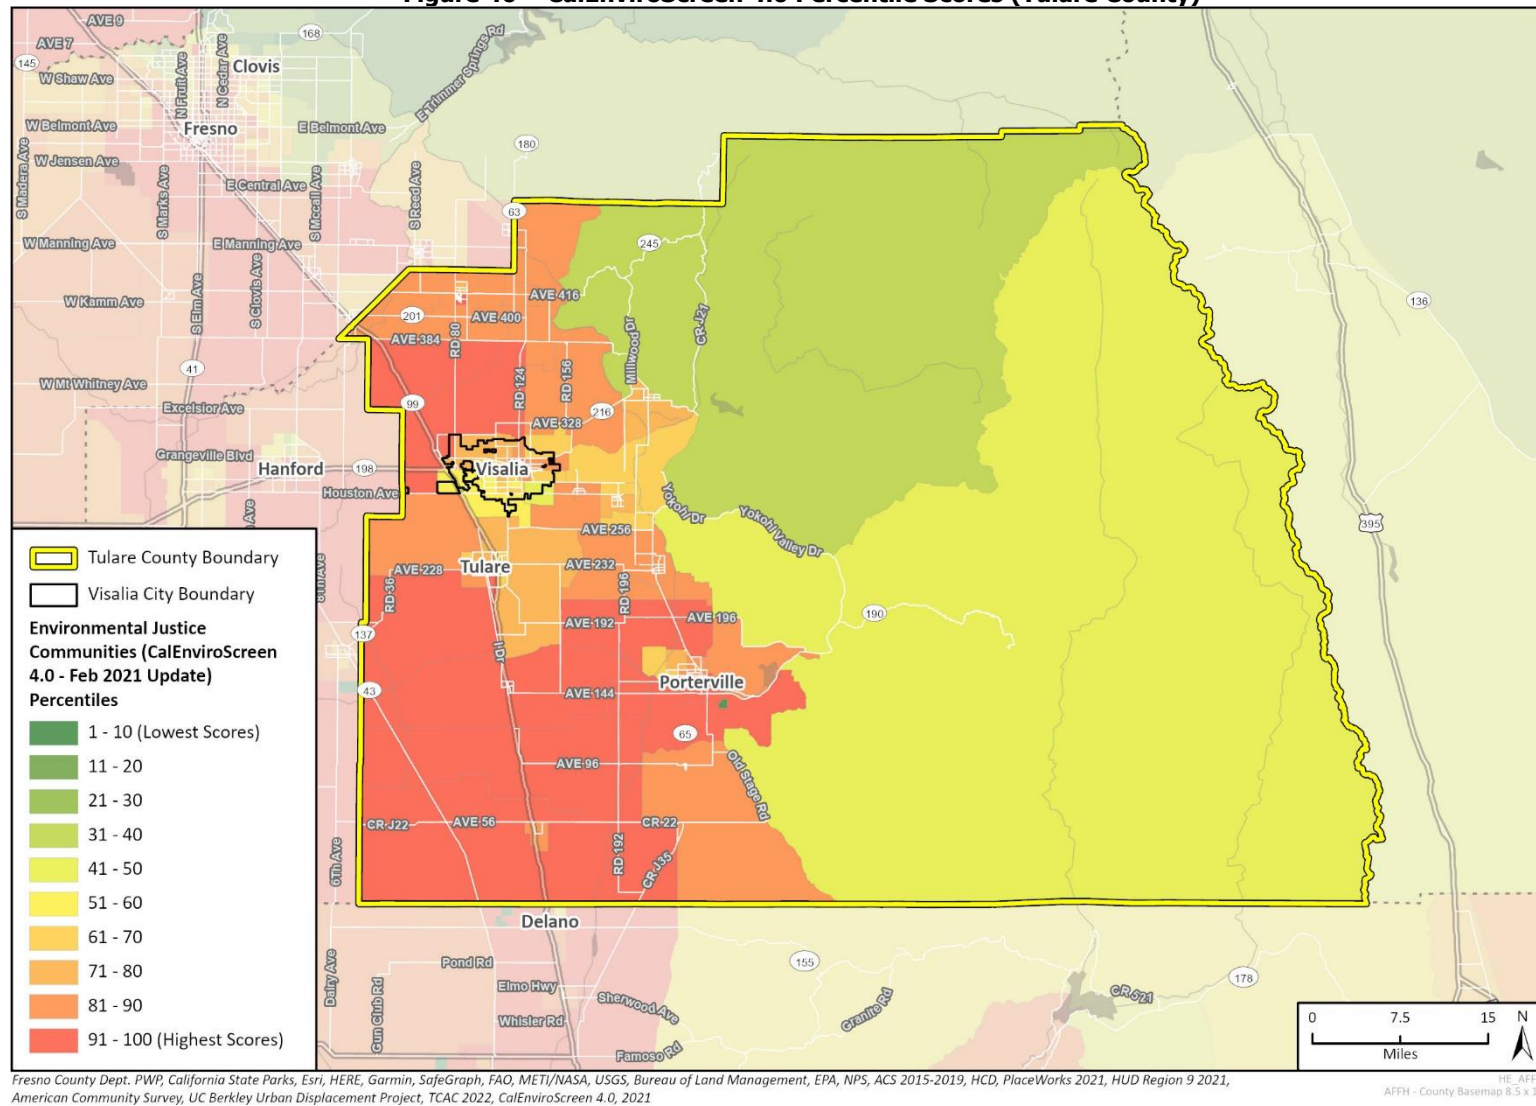 AVE 9
AVE 7
168
145
Clovis
W Shaw Ave
N Fruit Ave
N Cedar Ave
E Trimmer Springs Rd
W Belmont Ave
Fresno
E Belmont Ave
180
W Jensen Ave
S Madera Ave
S Marks Ave
E Central Ave
S Mccall Ave
S Reed Ave
63
W Manning Ave
E Manning Ave
245
S Elm Ave
S Clovis Ave
W Kamm Ave
AVE 416
136
201
AVE 400
RD 80
AVE 384
Millwood Dr
CR-J21
41
W Mt Whitney Ave
RD 124
RD 156
Excelsior Ave
99
216
AVE 328
Grangeville Blvd
Hanford
198
Visalia
Houston Ave
Yokohl Dr
Yokohl Valley Dr
395
AVE 256
AVE 228
Tulare
AVE 232
RD 36
RD 196
190
AVE 192
AVE 196
137
I-Dr
Porterville
43
AVE 144
65
AVE 96
Old Stage Rd
CR J22
AVE 56
CR-22
6Th Ave
RD 192
CR-J35
Delano
Pond Rd
155
178
Dairy Ave
Gun Club Rd
Elmo Hwy
Sherwood Ave
Granite Rd
CR-521
Whisler Rd
Famoso Rd
Tulare County Boundary
Visalia City Boundary
Environmental Justice
Communities (CalEnviroScreen
4.0 - Feb 2021 Update)
Percentiles
1 - 10 (Lowest Scores)
11 - 20
21 - 30
31 - 40
41 - 50
51 - 60
61 - 70
71 - 80
81 - 90
91 - 100 (Highest Scores)
0 7.5 15 N
Miles
Fresno County Dept. PWP, California State Parks, Esri, HERE, Garmin, SafeGraph, FAO, METI/NASA, USGS, Bureau of Land Management, EPA, NPS, ACS 2015-2019, HCD, PlaceWorks 2021, HUD Region 9 2021,
American Community Survey, UC Berkley Urban Displacement Project, TCAC 2022, CalEnviroScreen 4.0, 2021
HE_AFF
AFFH - County Basemap 8.5 x 1